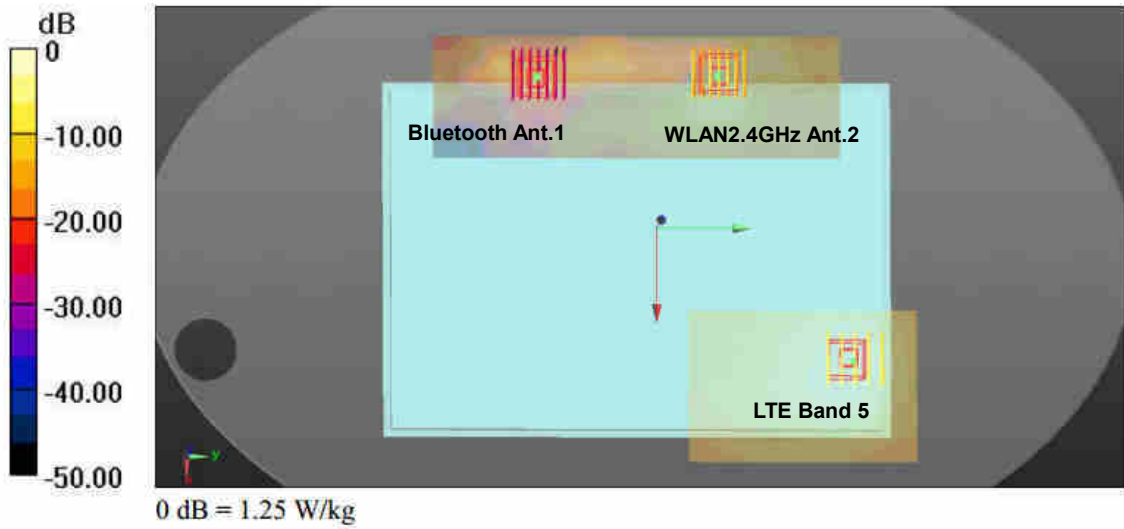 dB
0
-10.00
-20.00
-30.00
-40.00
-50.00
Bluetooth Ant.1
WLAN2.4GHz Ant.2
LTE Band 5
y
0 dB = 1.25 W/kg